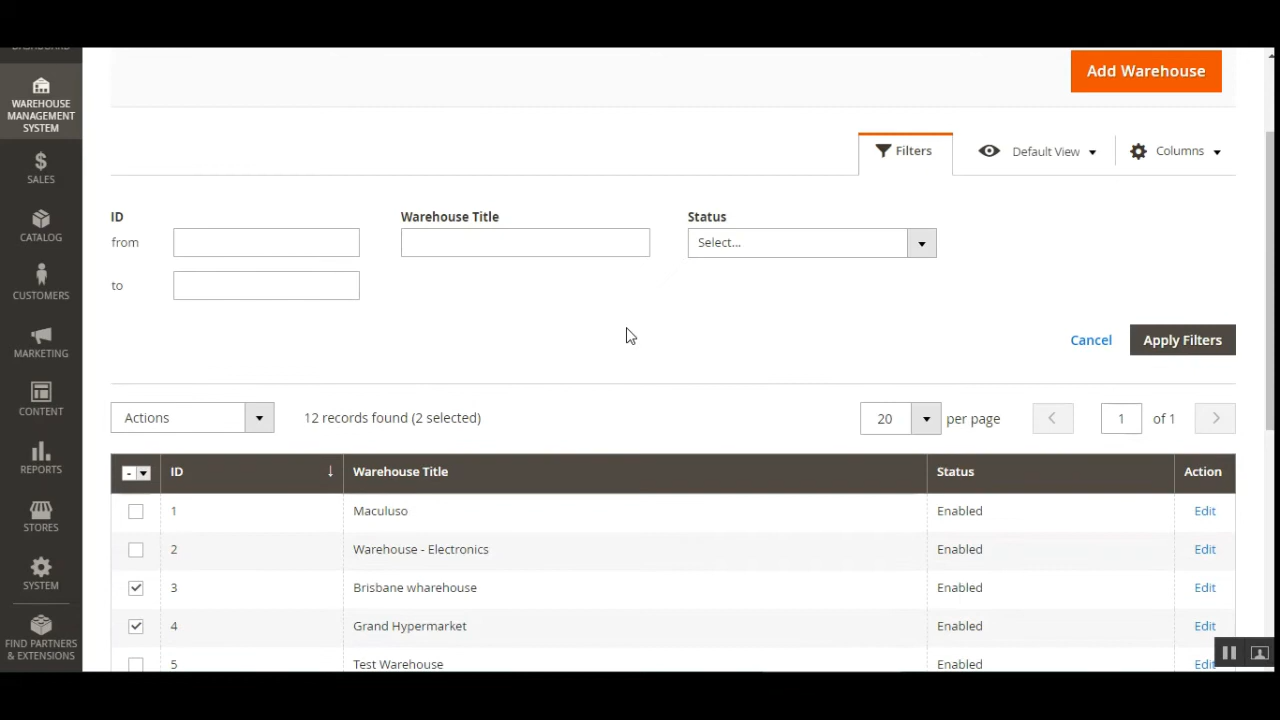 WAREHOUSE
MANAGEMENT
SYSTEM
SALES
CATALOG
CUSTOMERS
MARKETING
CONTENT
REPORTS
STORES
SYSTEM
FIND PARTNERS
& EXTENSIONS
Add Warehouse
Filters
Default View
Columns
ID
Warehouse Title
Status
from
Select...
to
Cancel
Apply Filters
Actions
12 records found (2 selected)
20
per page
1
of 1
ID ↓ Warehouse Title Status Action
1 Maculuso Enabled Edit
2 Warehouse - Electronics Enabled Edit
3 Brisbane wharehouse Enabled Edit
4 Grand Hypermarket Enabled Edit
5 Test Warehouse Enabled Edit